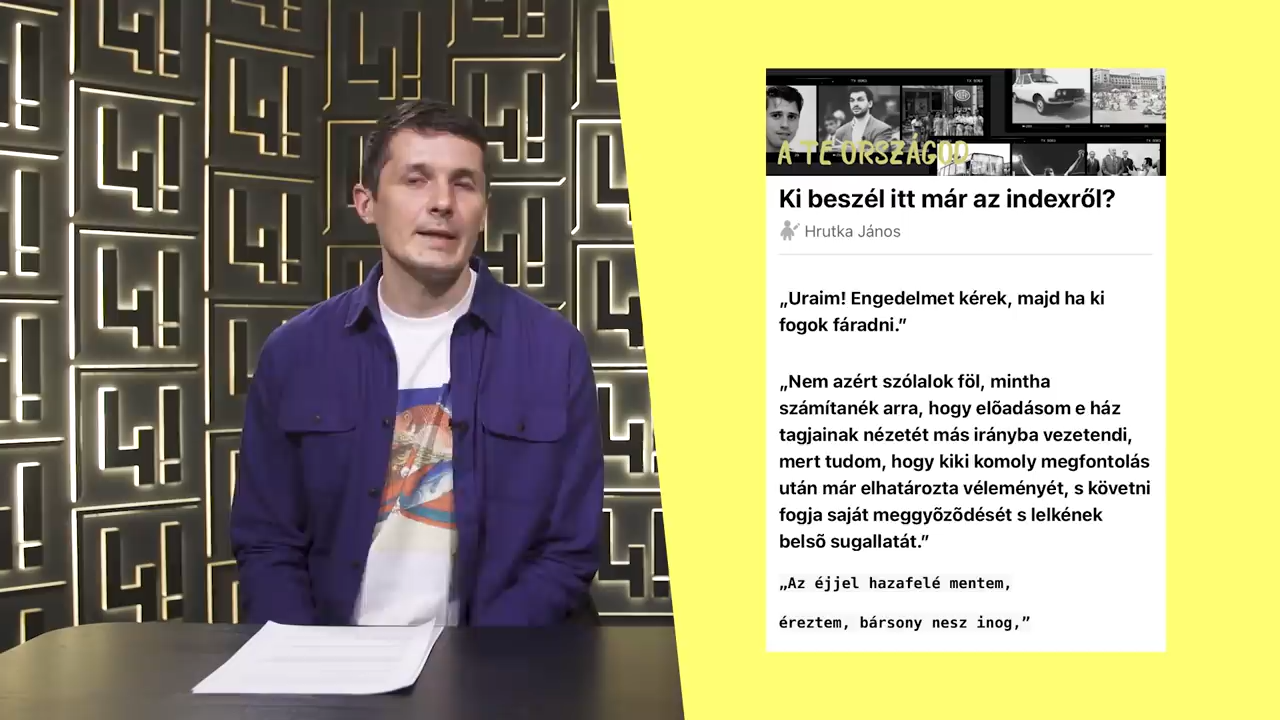 A TE ORSZÁGOD
Ki beszél itt már az indexről?
Hrutka János
„Uraim! Engedelmet kérek, majd ha ki
fogok fáradni.”
„Nem azért szólalok föl, mintha
számítanék arra, hogy elõadásom e ház
tagjainak nézetét más irányba vezetendi,
mert tudom, hogy kiki komoly megfontolás
után már elhatározta véleményét, s követni
fogja saját meggyõzõdését s lelkének
belsõ sugallatát.”
„Az éjjel hazafelé mentem,
éreztem, bársony nesz inog,”